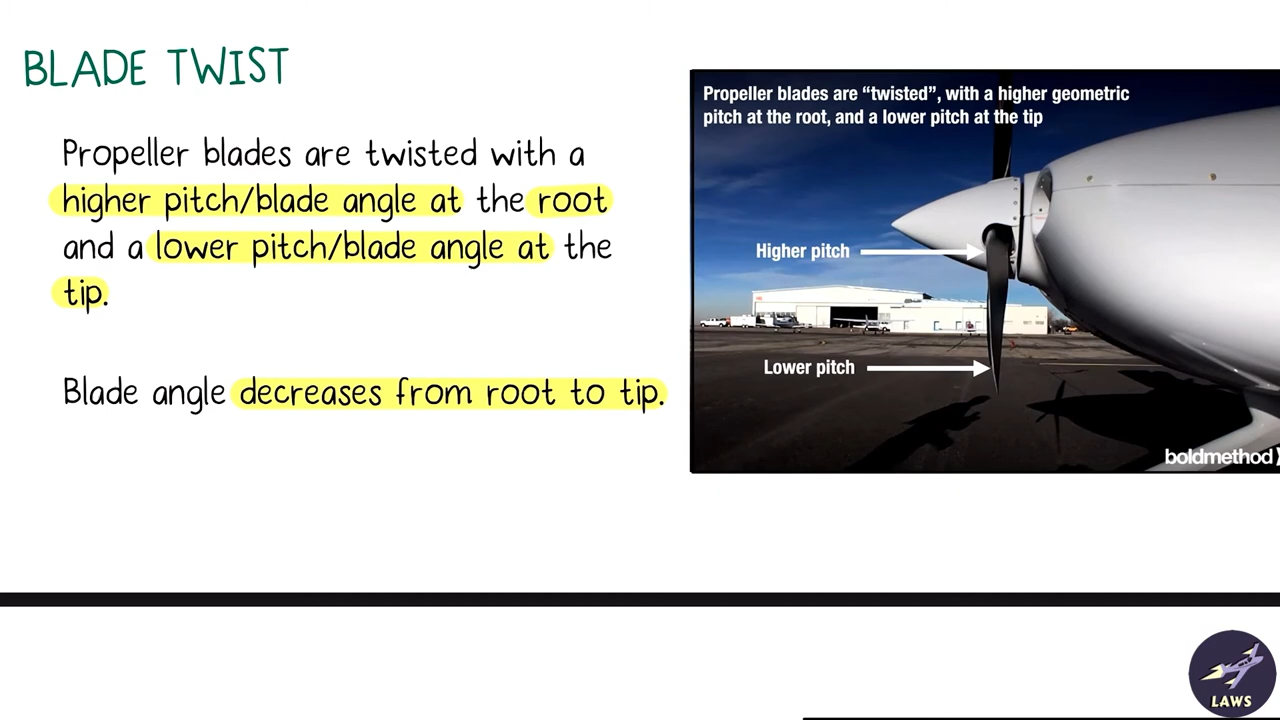 BLADE TWIST
Propeller blades are twisted with a
higher pitch/blade angle at the root
and a lower pitch/blade angle at the
tip.
Blade angle decreases from root to tip.
Propeller blades are “twisted”, with a higher geometric
pitch at the root, and a lower pitch at the tip
Higher pitch
Lower pitch
boldmethod
LAWS